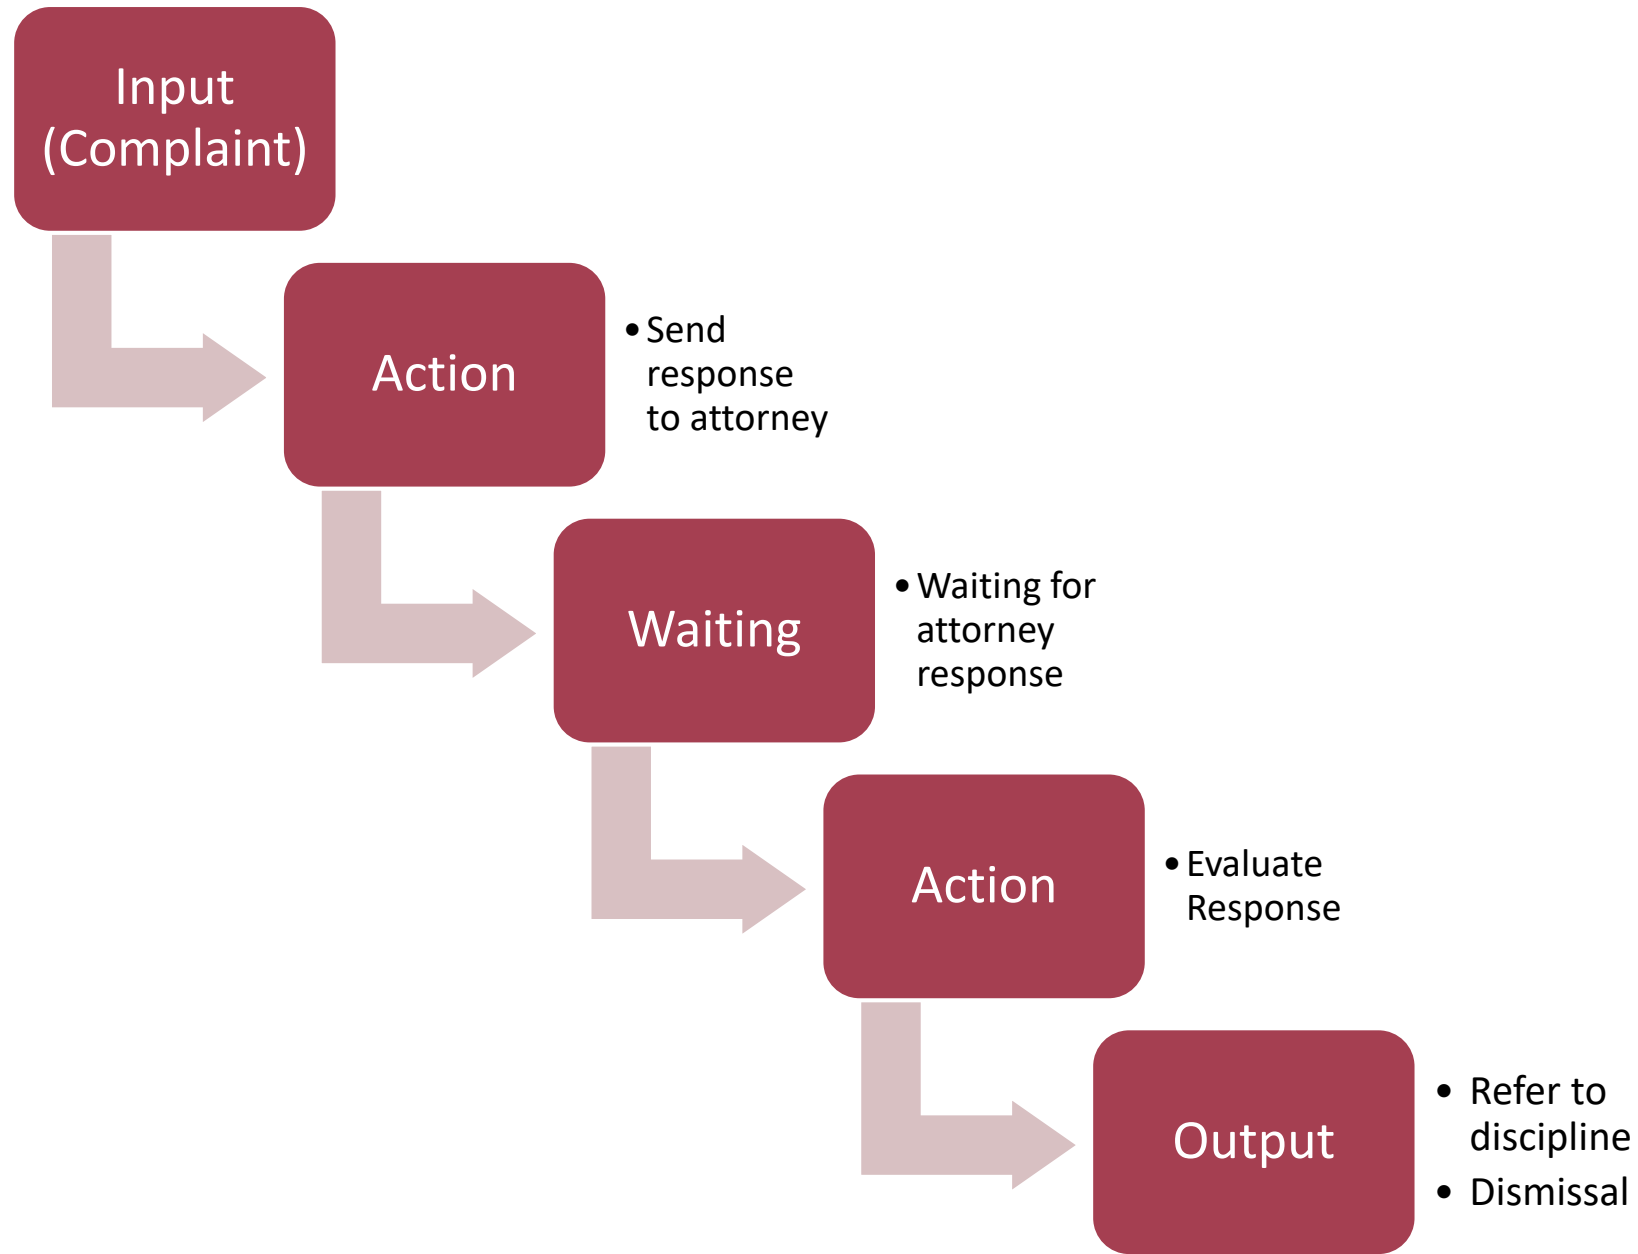 Input
(Complaint)
Action
• Send
response
to attorney
Waiting
• Waiting for
attorney
response
Action
• Evaluate
Response
Output
• Refer to
discipline
• Dismissal